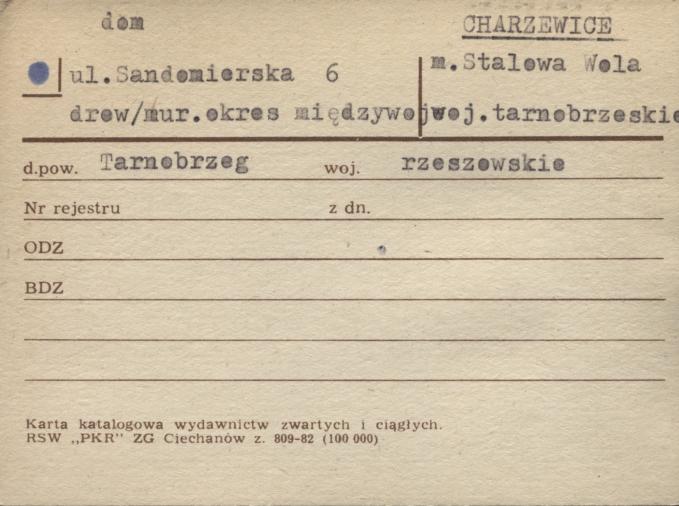 dom
CHARZEWICE
ul.Sandomierska 6
m.Stalowa Wola
drew/mur.okres międzywoj
woj.tarnobrzeskie
d.pow. Tarnobrzeg woj. rzeszowskie
Nr rejestru z dn.
ODZ
BDZ
Karta katalogowa wydawnictw zwartych i ciągłych.
RSW „PKR” ZG Ciechanów z. 809-82 (100 000)